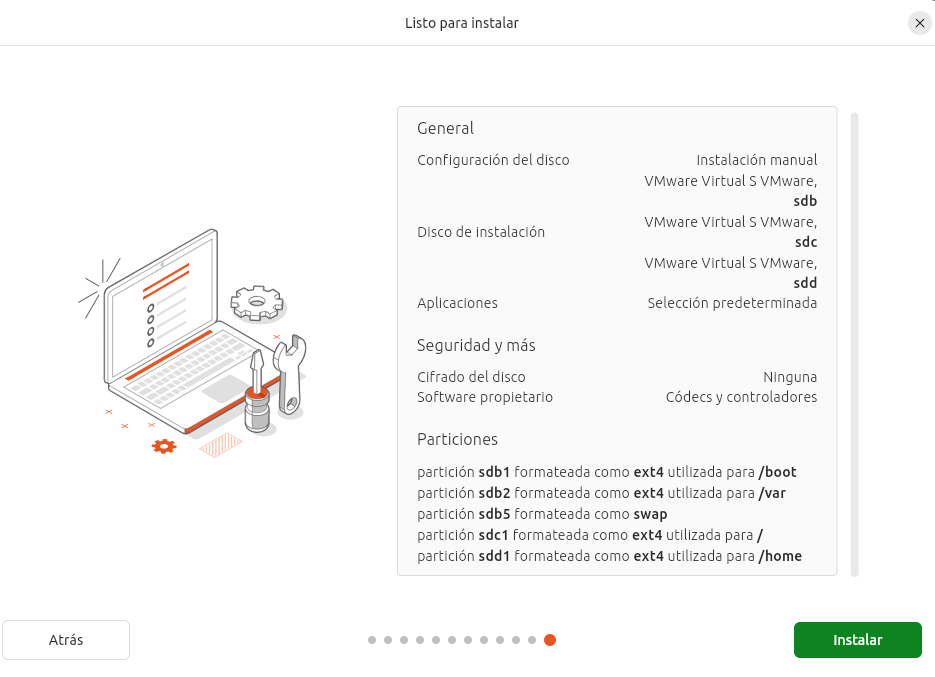 Listo para instalar
General
Configuración del disco Instalación manual
VMware Virtual S VMware,
sdb
Disco de instalación VMware Virtual S VMware,
sdc
VMware Virtual S VMware,
sdd
Aplicaciones Selección predeterminada
Seguridad y más
Cifrado del disco Ninguna
Software propietario Códecs y controladores
Particiones
partición sdb1 formateada como ext4 utilizada para /boot
partición sdb2 formateada como ext4 utilizada para /var
partición sdb5 formateada como swap
partición sdc1 formateada como ext4 utilizada para /
partición sdd1 formateada como ext4 utilizada para /home
Atrás Instalar